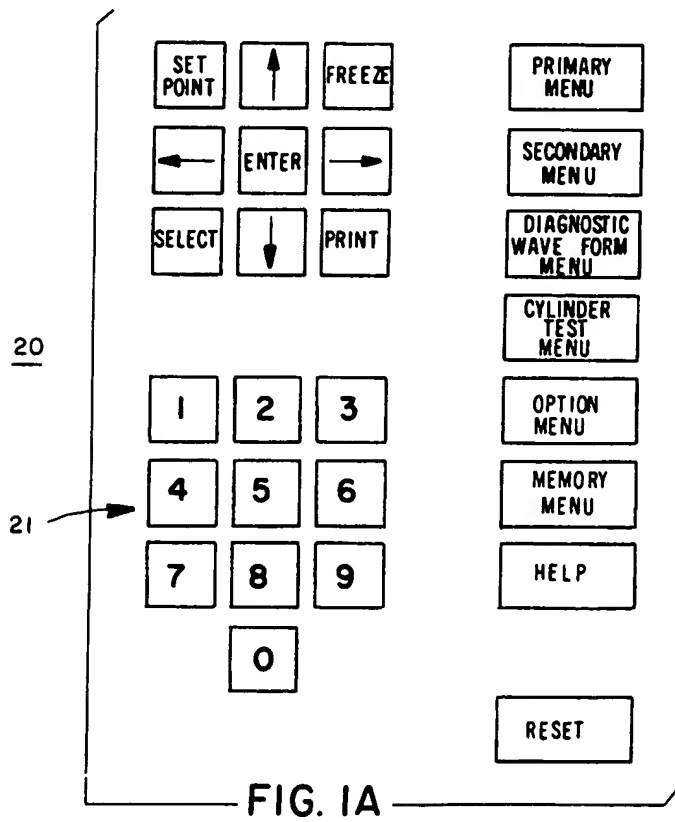 SET
POINT
FREEZE
PRIMARY
MENU
ENTER
SECONDARY
MENU
SELECT
PRINT
DIAGNOSTIC
WAVE FORM
MENU
CYLINDER
TEST
MENU
20
1 2 3
OPTION
MENU
4 5 6
MEMORY
MENU
21
7 8 9
HELP
0
RESET
FIG. 1A